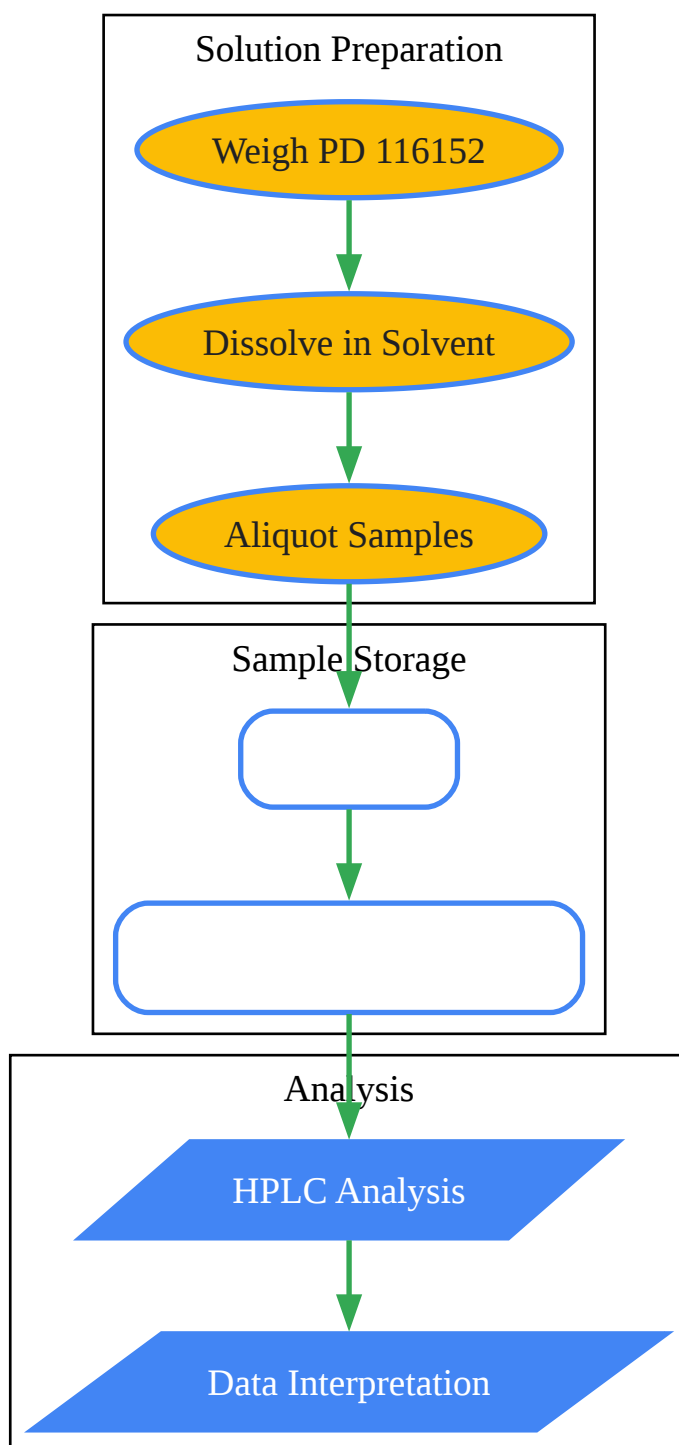 Solution Preparation
Weigh PD 116152
Dissolve in Solvent
Aliquot Samples
Sample Storage
Analysis
HPLC Analysis
Data Interpretation